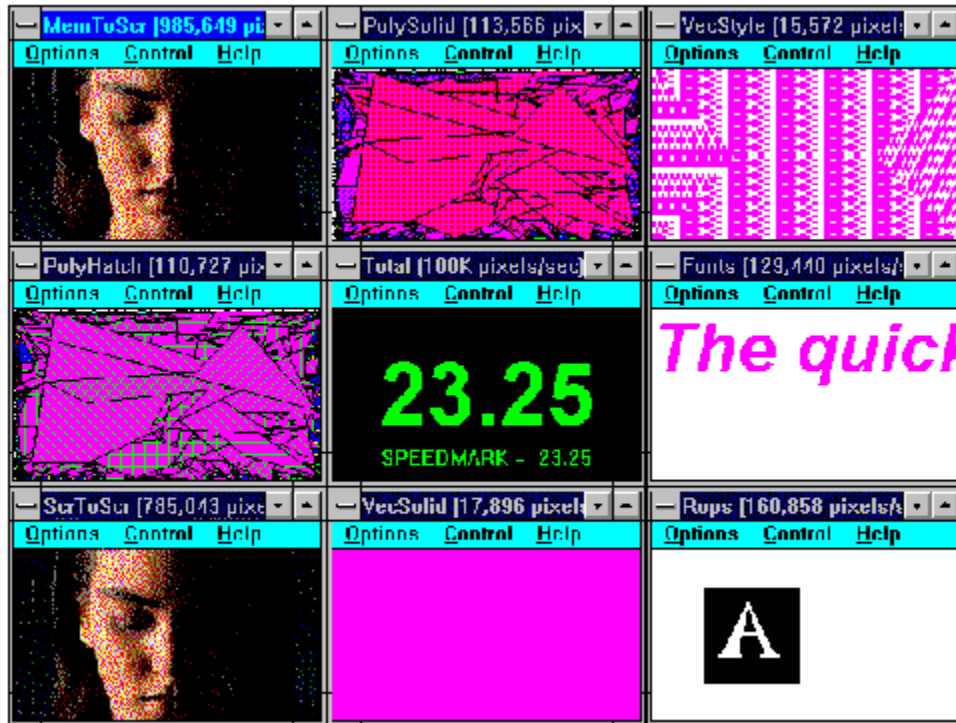 MemToScr [985,649 pi
Options Control Help
PolySolid [113,566 pix
Options Control Help
VecStyle [15,572 pixels
Options Control Help
PolyHatch [110,727 pix
Options Control Help
Total [100K pixels/sec]
Options Control Help
23.25
SPEEDMARK - 23.25
Fonts [129,440 pixels/s
Options Control Help
The quick
ScrToScr [785,043 pixe
Options Control Help
VecSolid [17,896 pixels
Options Control Help
Rops [160,858 pixels/s
Options Control Help
A